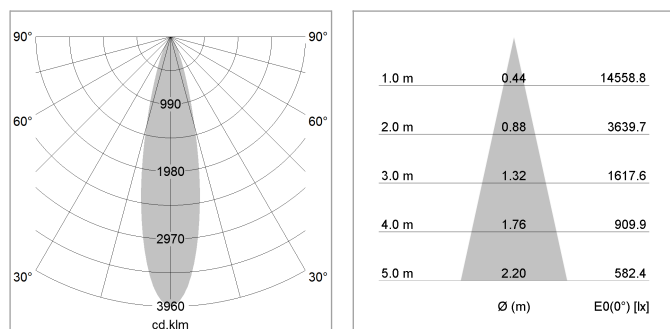 90° 90°
990
60° 60°
1980
2970
30° 30°
3960
cd.klm
1.0 m 0.44 14558.8
2.0 m 0.88 3639.7
3.0 m 1.32 1617.6
4.0 m 1.76 909.9
5.0 m 2.20 582.4
Ø (m) E0(0°) [lx]